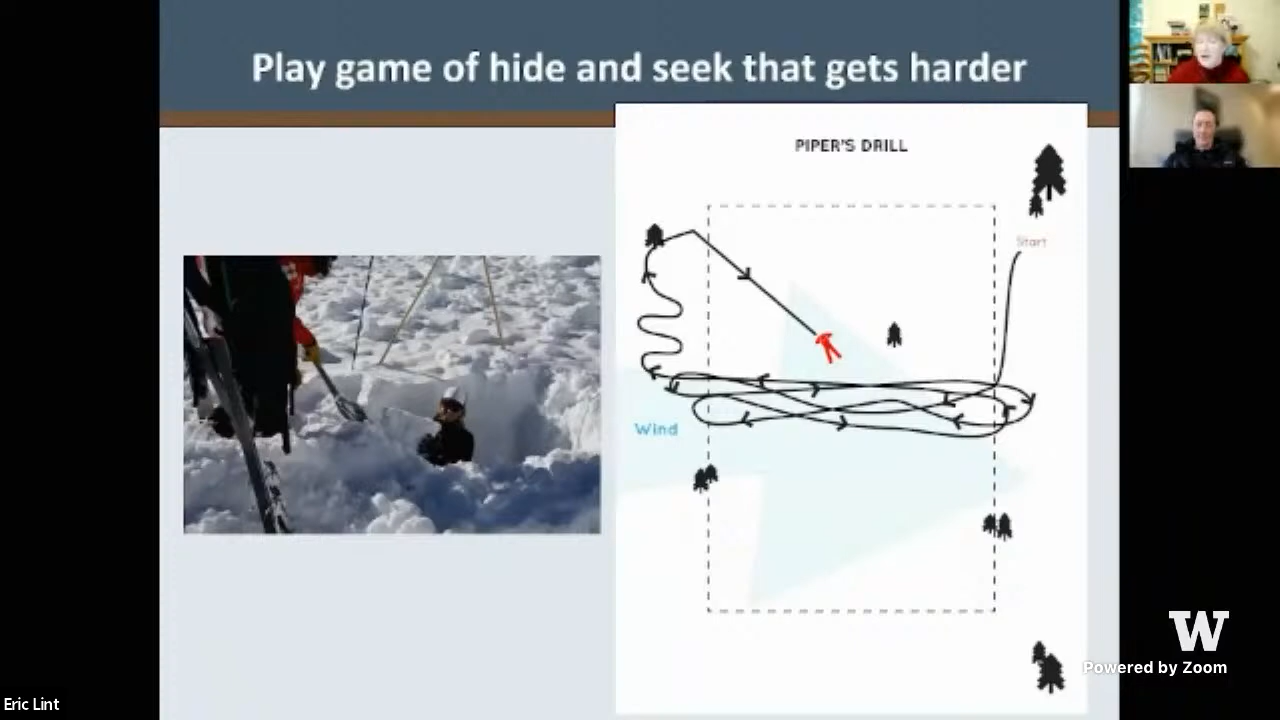 Play game of hide and seek that gets harder
PIPER'S DRILL
Start
Wind
W
Powered by Zoom
Eric Lint